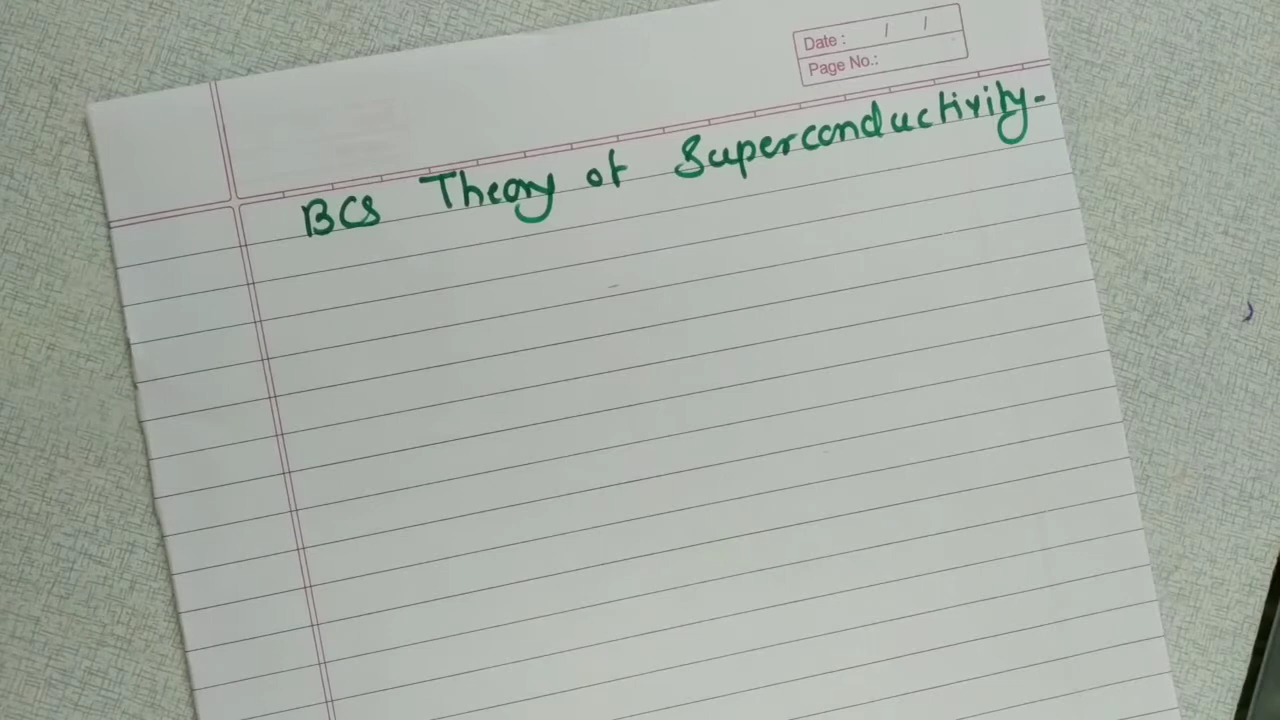 Date : / /
Page No.:
BCS Theory of Superconductivity-